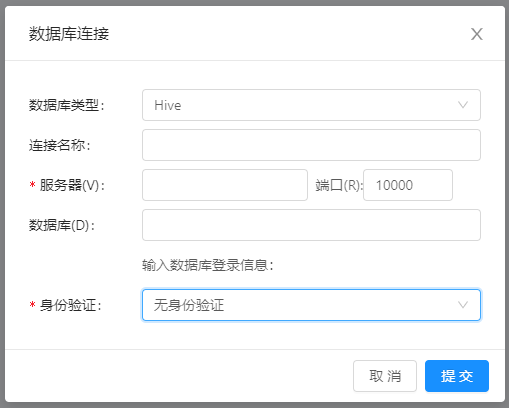 数据库连接
数据库类型: Hive
连接名称:
* 服务器(V): 端口(R): 10000
数据库(D):
输入数据库登录信息:
* 身份验证: 无身份验证
取 消 提 交